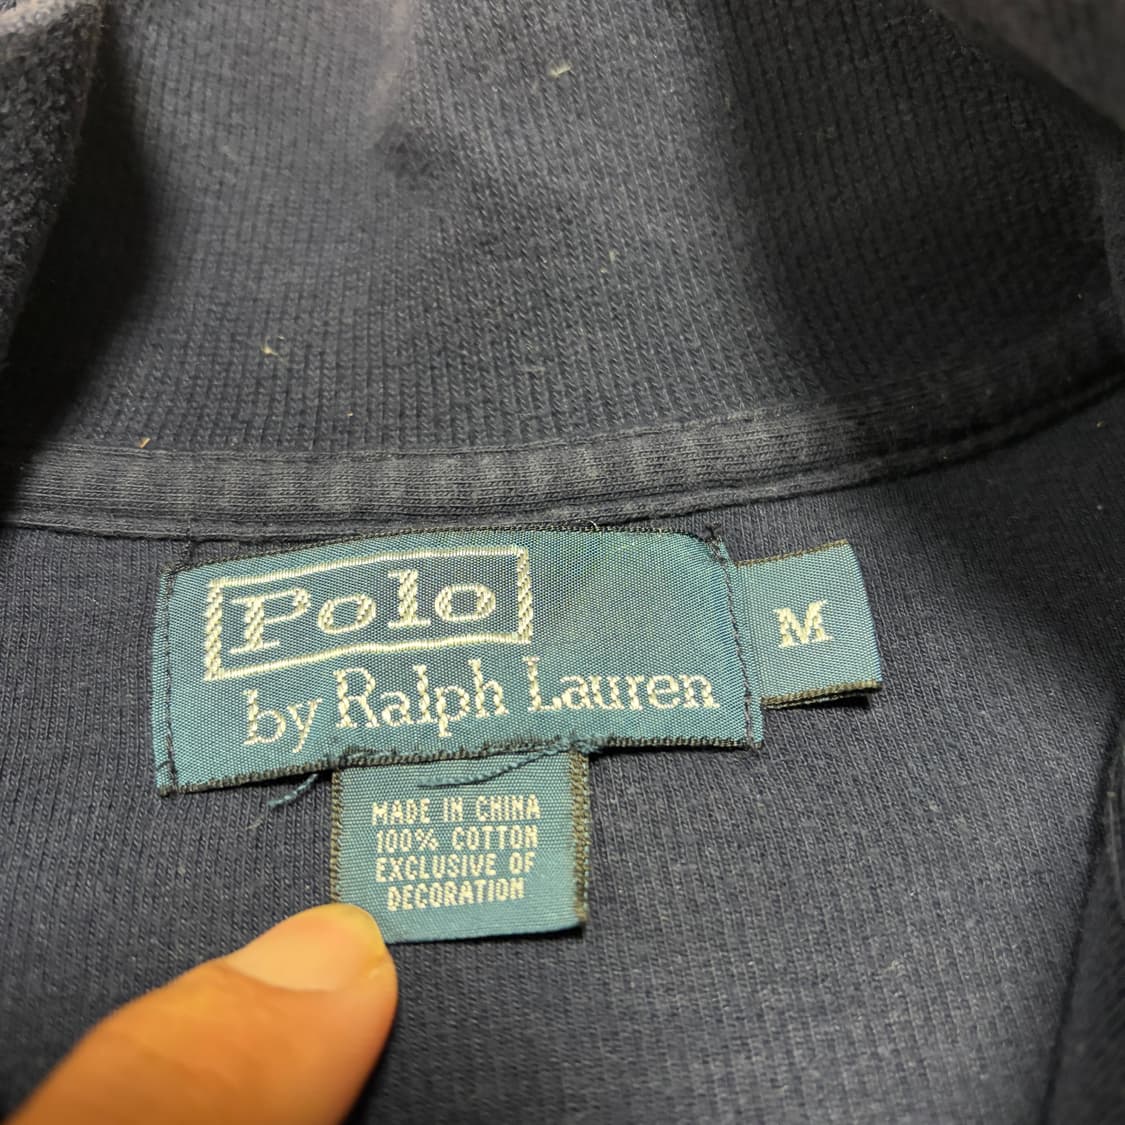 Polo
by Ralph Lauren
M
MADE IN CHINA
100% COTTON
EXCLUSIVE OF
DECORATION